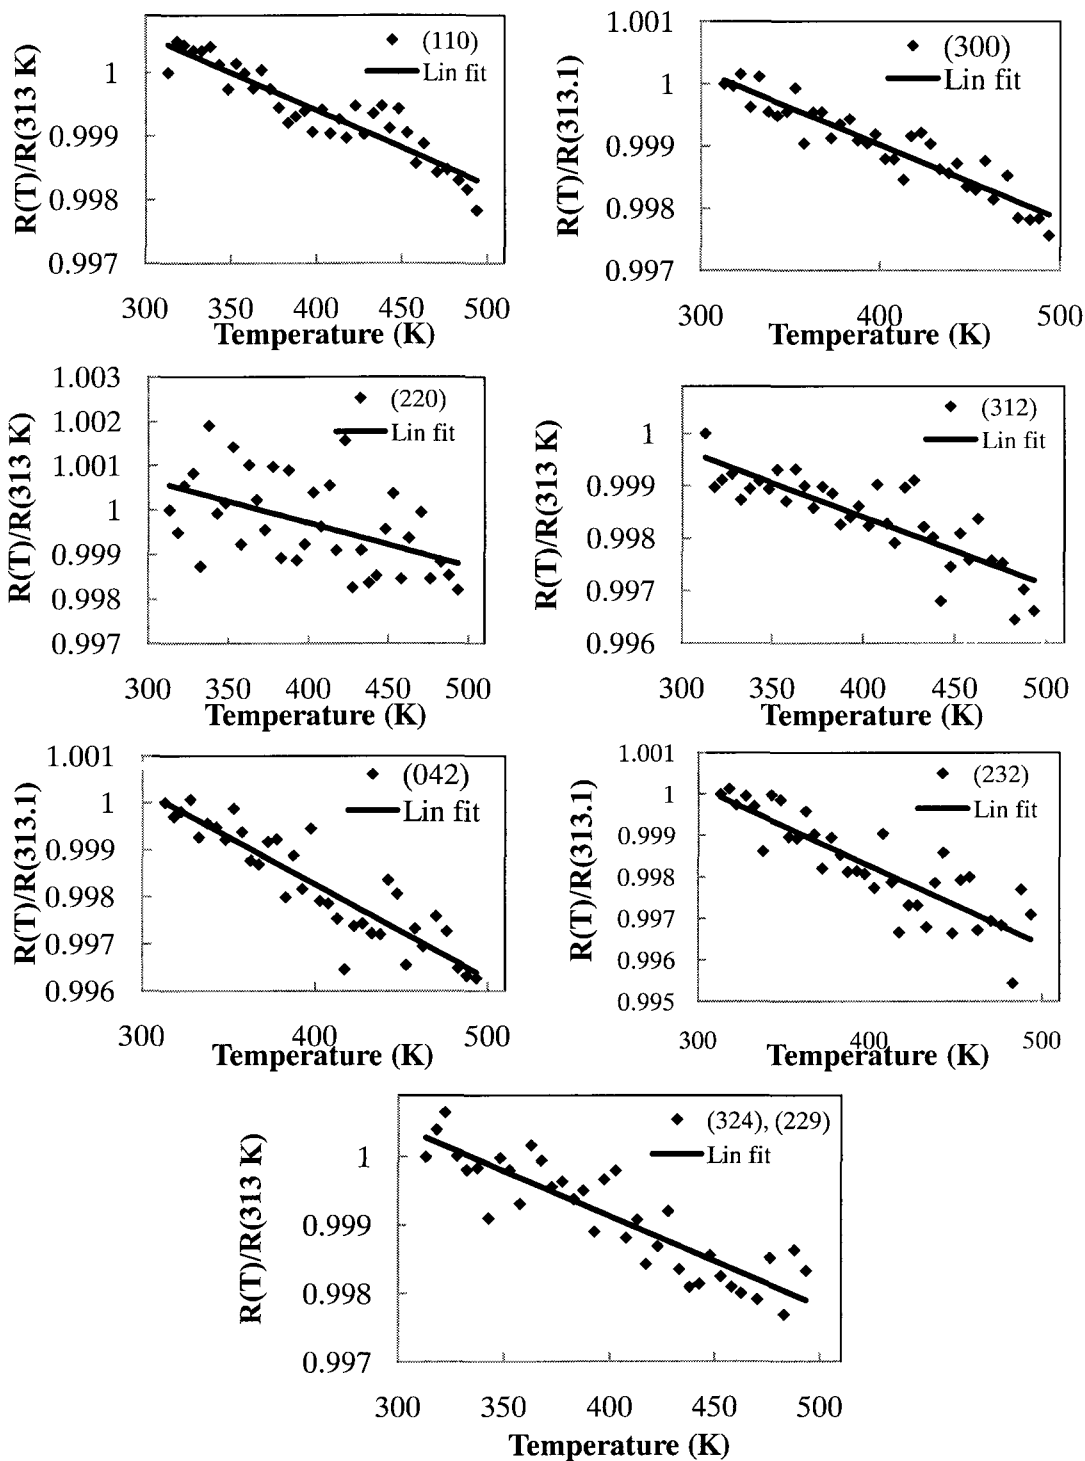 R(T)/R(313 K)
(110)
Lin fit
1
0.999
0.998
0.997
300 350 400 450 500
Temperature (K)
R(T)/R(313.1)
1.001
(300)
Lin fit
1
0.999
0.998
0.997
300 400 500
Temperature (K)
R(T)/R(313 K)
1.003
(220)
1.002
Lin fit
1.001
1
0.999
0.998
0.997
300 350 400 450 500
Temperature (K)
R(T)/R(313 K)
(312)
1
Lin fit
0.999
0.998
0.997
0.996
300 350 400 450 500
Temperature (K)
R(T)/R(313.1)
1.001
(042)
1
Lin fit
0.999
0.998
0.997
0.996
300 400 500
Temperature (K)
R(T)/R(313.1)
1.001
(232)
1
Lin fit
0.999
0.998
0.997
0.996
0.995
300 400 500
Temperature (K)
R(T)/R(313 K)
(324), (229)
1
Lin fit
0.999
0.998
0.997
300 350 400 450 500
Temperature (K)